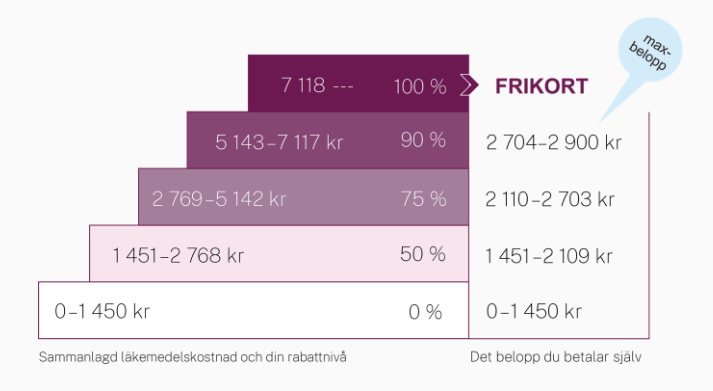 max-
belopp
7 118 --- 100 % FRIKORT
5 143–7 117 kr 90 % 2 704–2 900 kr
2 769–5 142 kr 75 % 2 110–2 703 kr
1 451–2 768 kr 50 % 1 451–2 109 kr
0–1 450 kr 0 % 0–1 450 kr
Sammanlagd läkemedelskostnad och din rabattnivå Det belopp du betalar själv